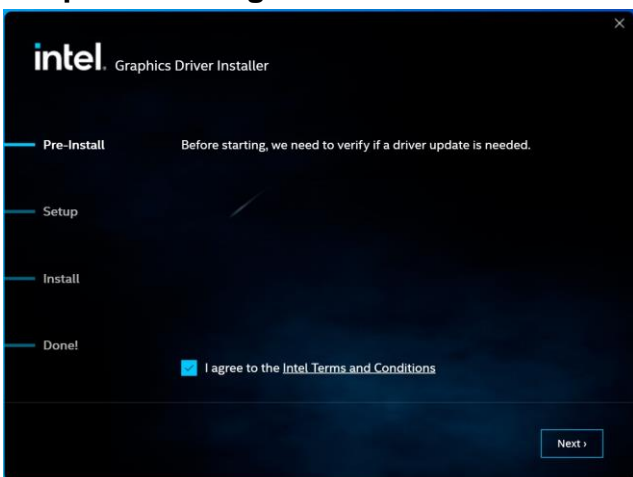 intel. Graphics Driver Installer
Pre-Install
Before starting, we need to verify if a driver update is needed.
Setup
Install
Done!
I agree to the Intel Terms and Conditions
Next ›